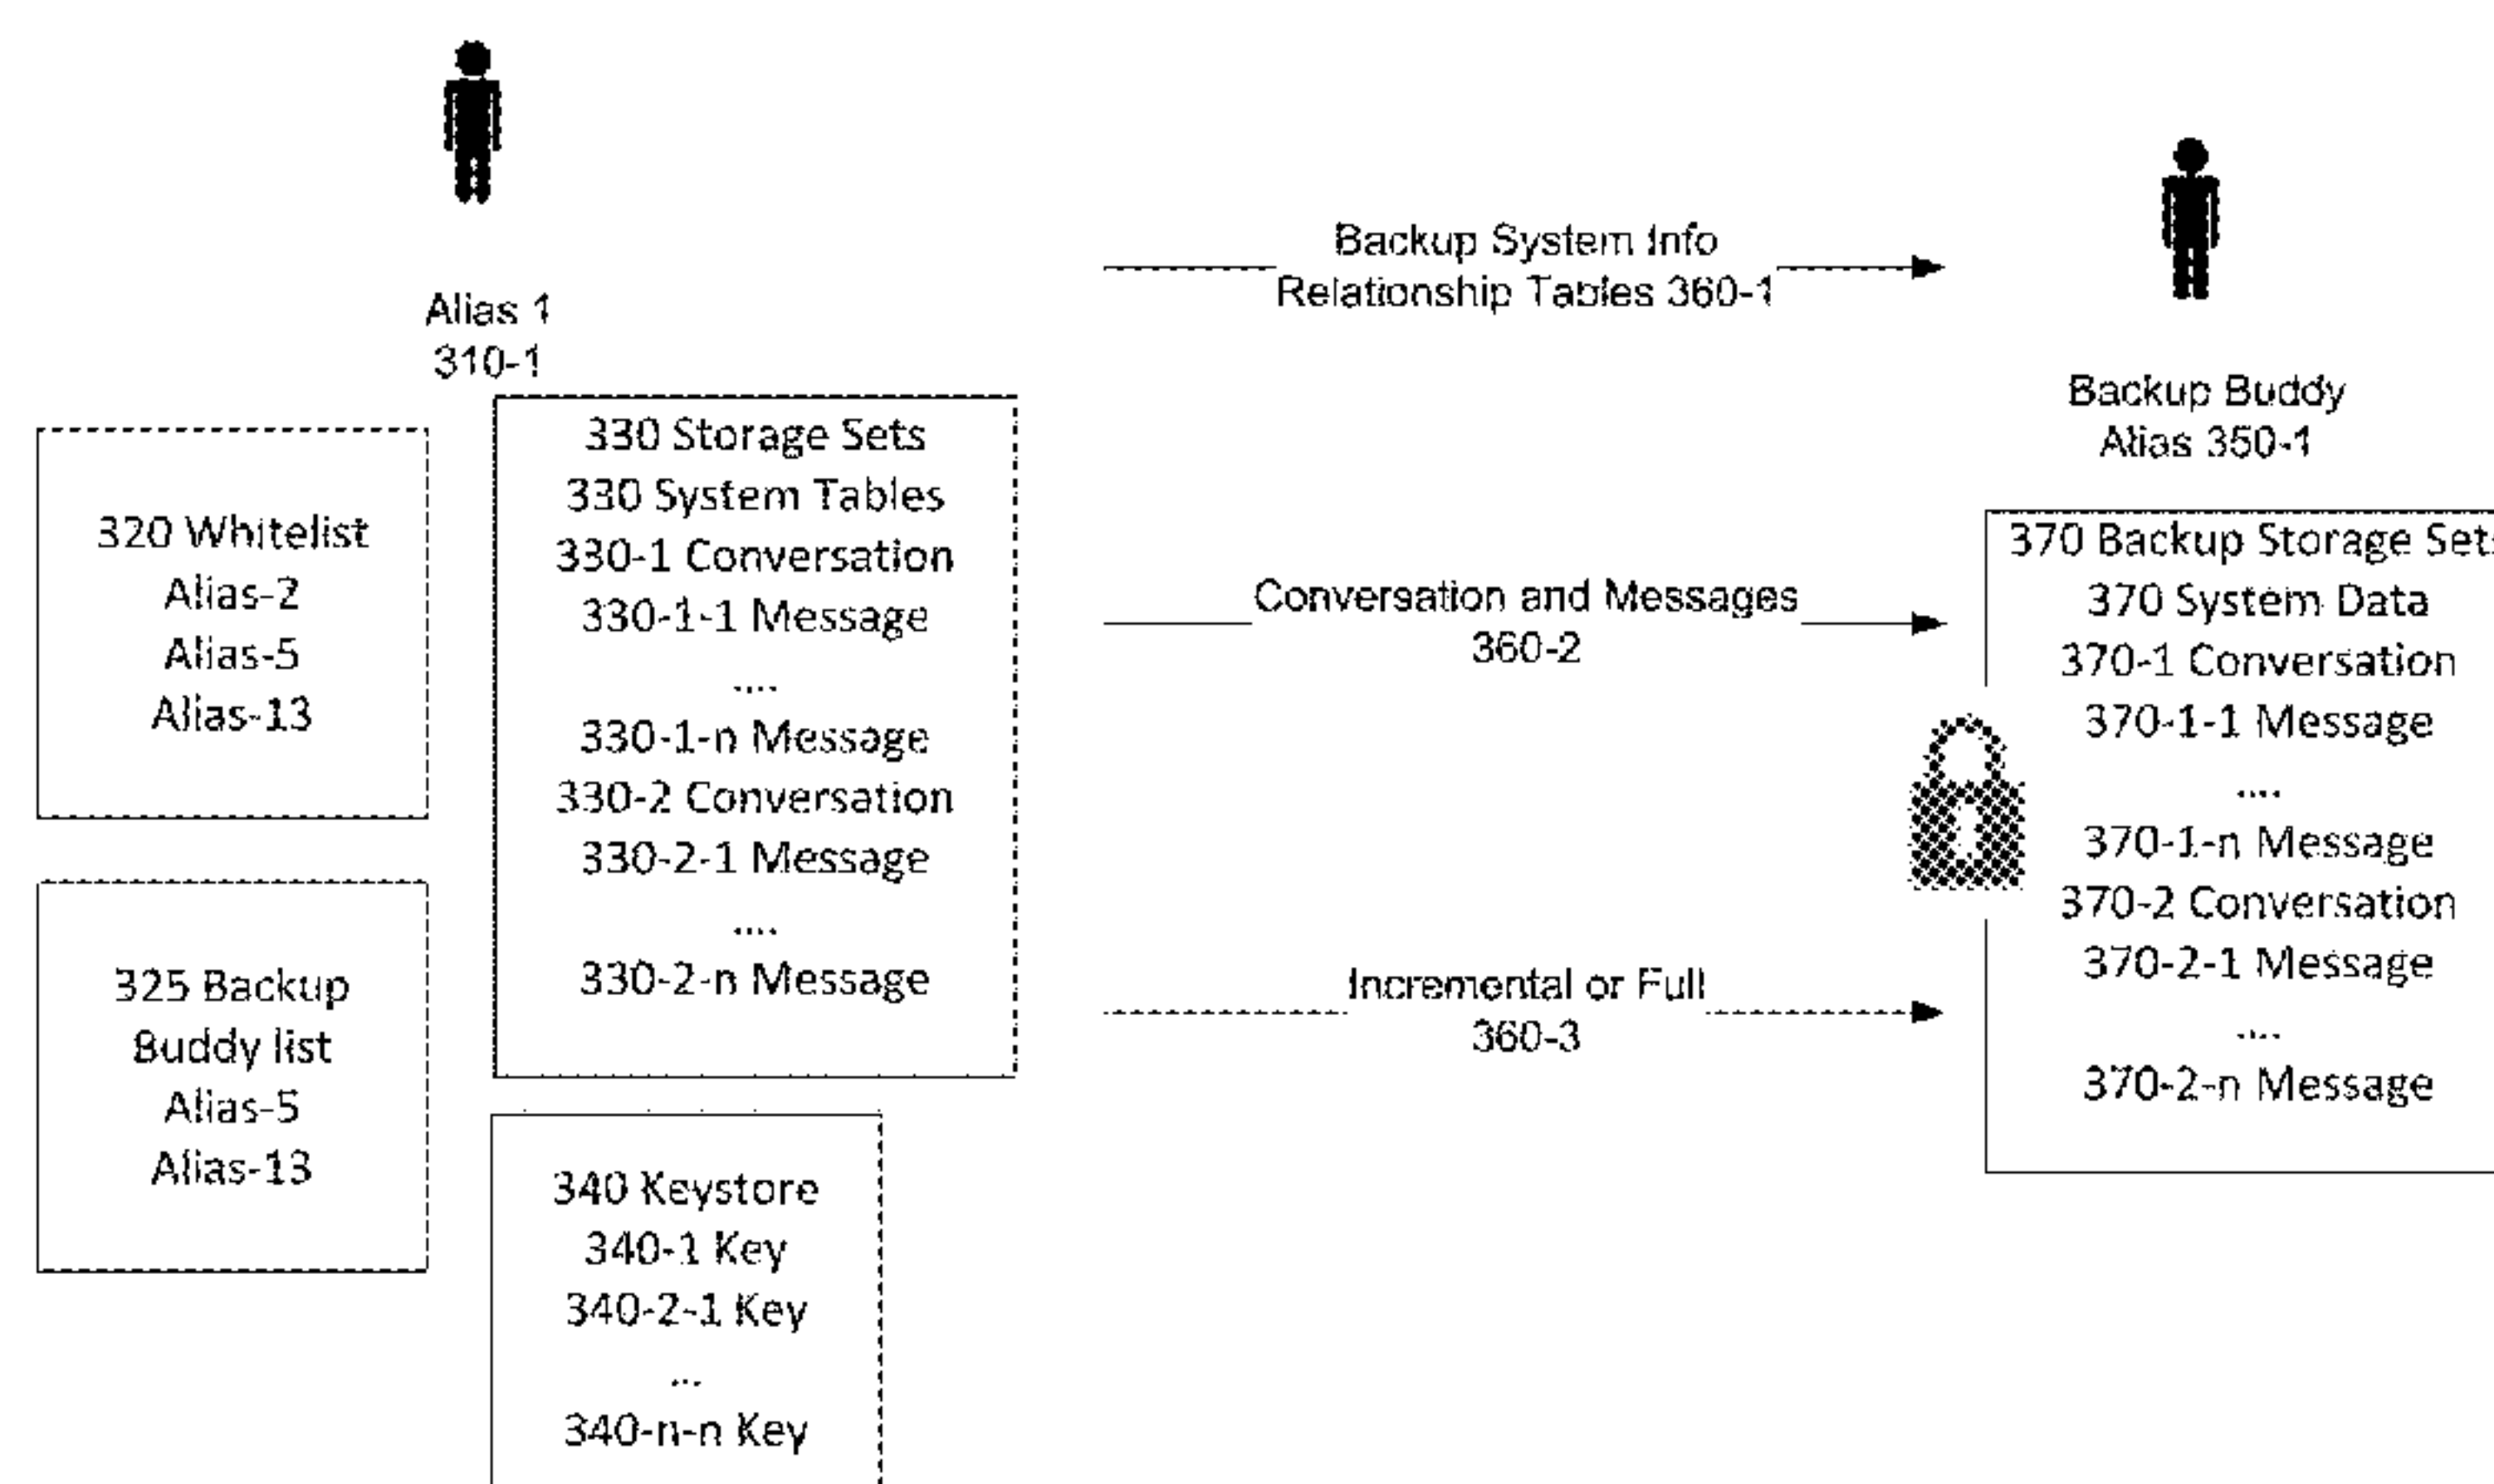 Alias 1
310-1
320 Whitelist
Alias-2
Alias-5
Alias-13
325 Backup
Buddy list
Alias-5
Alias-13
330 Storage Sets
330 System Tables
330-1 Conversation
330-1-1 Message
....
330-1-n Message
330-2 Conversation
330-2-1 Message
....
330-2-n Message
340 Keystore
340-1 Key
340-2-1 Key
...
340-n-n Key
Backup System Info
Relationship Tables 360-1
Conversation and Messages
360-2
Incremental or Full
360-3
Backup Buddy
Alias 350-1
370 Backup Storage Sets
370 System Data
370-1 Conversation
370-1-1 Message
....
370-1-n Message
370-2 Conversation
370-2-1 Message
....
370-2-n Message